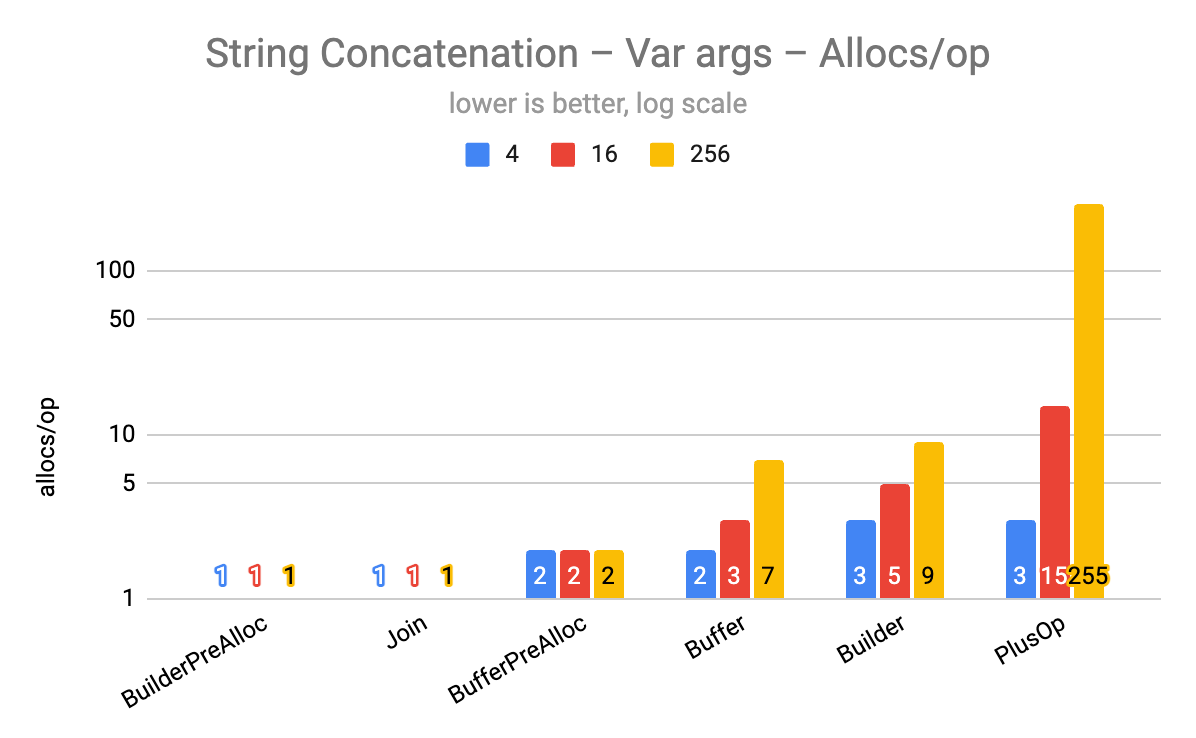 String Concatenation – Var args – Allocs/op
lower is better, log scale
4 16 256
100
50
10
5
1
allocs/op
1 1 1 1 1 1 2 2 2 2 3 7 3 5 9 3 15 255
BuilderPreAlloc Join BufferPreAlloc Buffer Builder PlusOp